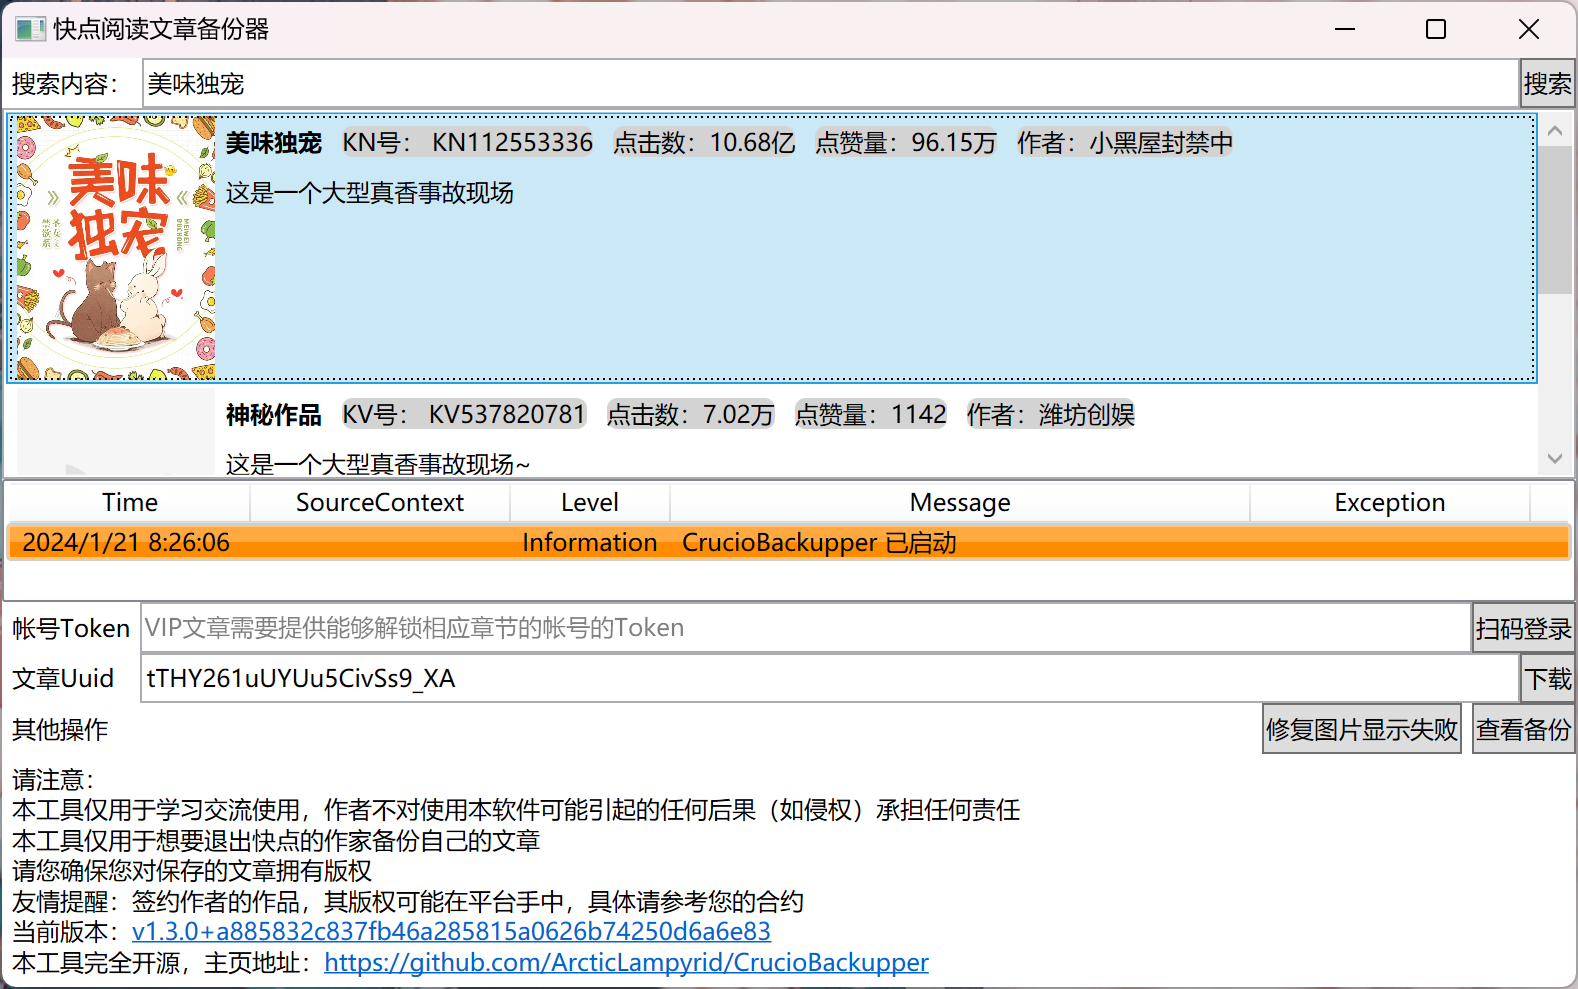 快点阅读文章备份器
搜索内容：
美味独宠
搜索
美味
独宠
美味独宠 KN号： KN112553336 点击数：10.68亿 点赞量：96.15万 作者：小黑屋封禁中
这是一个大型真香事故现场
神秘作品 KV号： KV537820781 点击数：7.02万 点赞量：1142 作者：潍坊创娱
这是一个大型真香事故现场~
Time SourceContext Level Message Exception
2024/1/21 8:26:06 Information CrucioBackupper 已启动
帐号Token VIP文章需要提供能够解锁相应章节的帐号的Token 扫码登录
文章Uuid tTHY261uUYUu5CivSs9_XA 下载
其他操作 修复图片显示失败 查看备份
请注意：
本工具仅用于学习交流使用，作者不对使用本软件可能引起的任何后果（如侵权）承担任何责任
本工具仅用于想要退出快点的作家备份自己的文章
请您确保您对保存的文章拥有版权
友情提醒：签约作者的作品，其版权可能在平台手中，具体请参考您的合约
当前版本：v1.3.0+a885832c837fb46a285815a0626b74250d6a6e83
本工具完全开源，主页地址：https://github.com/ArcticLampyrid/CrucioBackupper